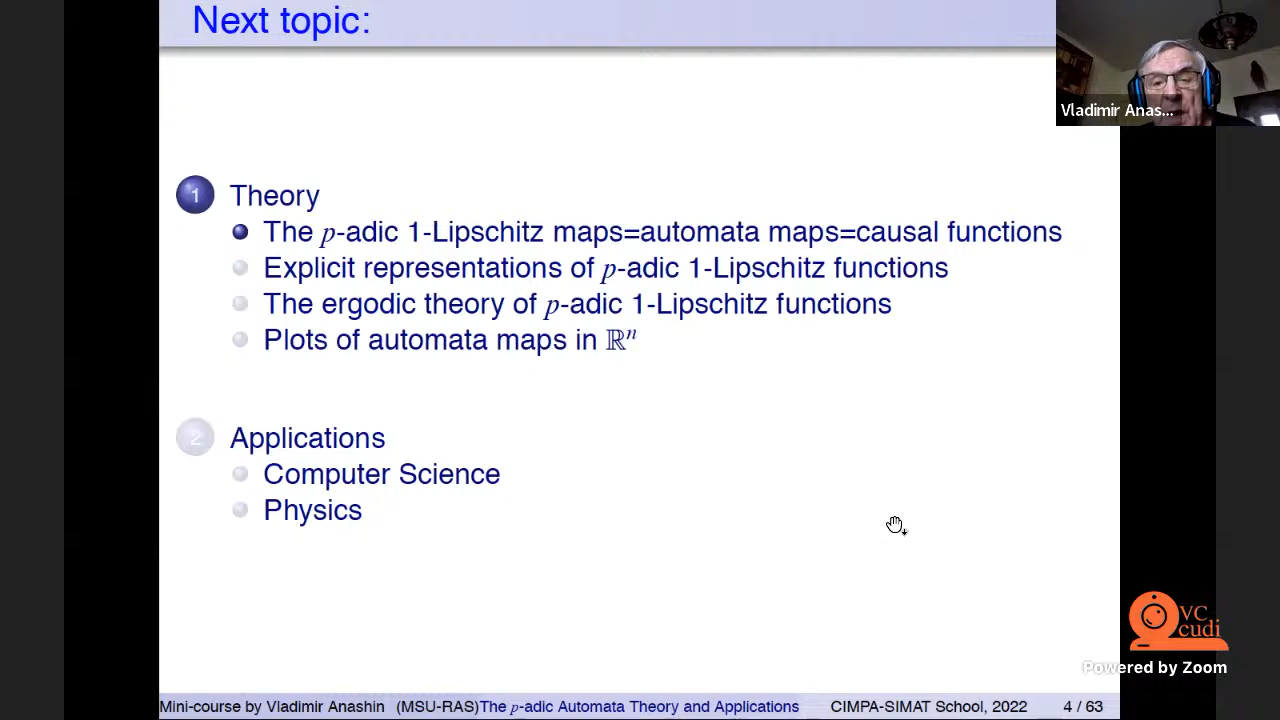 Next topic:
Vladimir Anas...
1 Theory
The p-adic 1-Lipschitz maps=automata maps=causal functions
Explicit representations of p-adic 1-Lipschitz functions
The ergodic theory of p-adic 1-Lipschitz functions
Plots of automata maps in ℝⁿ
2 Applications
Computer Science
Physics
VC
cudi
Powered by Zoom
Mini-course by Vladimir Anashin (MSU-RAS) The p-adic Automata Theory and Applications CIMPA-SIMAT School, 2022 4 / 63